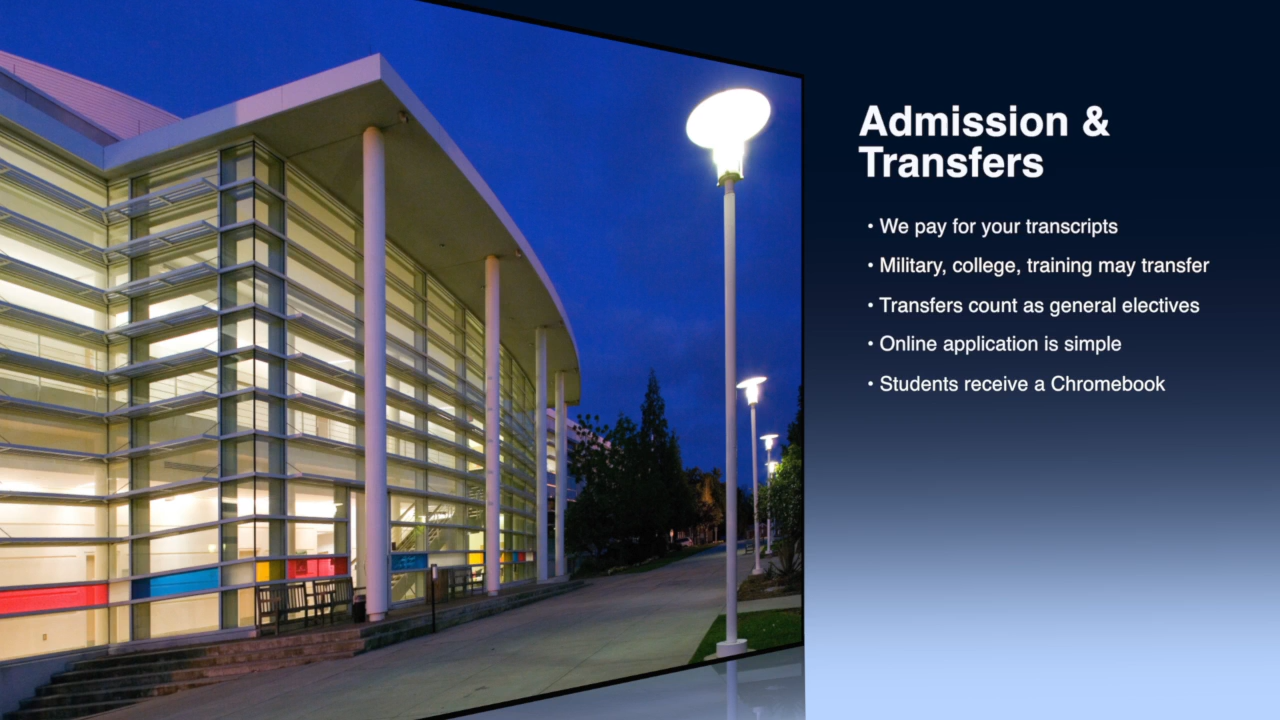 Admission &
Transfers
• We pay for your transcripts
• Military, college, training may transfer
• Transfers count as general electives
• Online application is simple
• Students receive a Chromebook